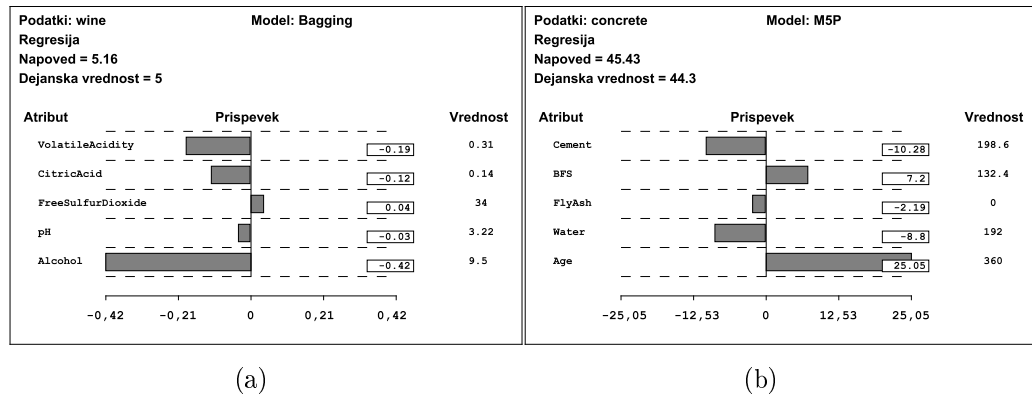 Podatki: wine Model: Bagging
Regresija
Napoved = 5.16
Dejanska vrednost = 5
Atribut Prispevek Vrednost
VolatileAcidity -0.19 0.31
CitricAcid -0.12 0.14
FreeSulfurDioxide 0.04 34
pH -0.03 3.22
Alcohol -0.42 9.5
-0,42 -0,21 0 0,21 0,42
(a)
Podatki: concrete Model: M5P
Regresija
Napoved = 45.43
Dejanska vrednost = 44.3
Atribut Prispevek Vrednost
Cement -10.28 198.6
BFS 7.2 132.4
FlyAsh -2.19 0
Water -8.8 192
Age 25.05 360
-25,05 -12,53 0 12,53 25,05
(b)